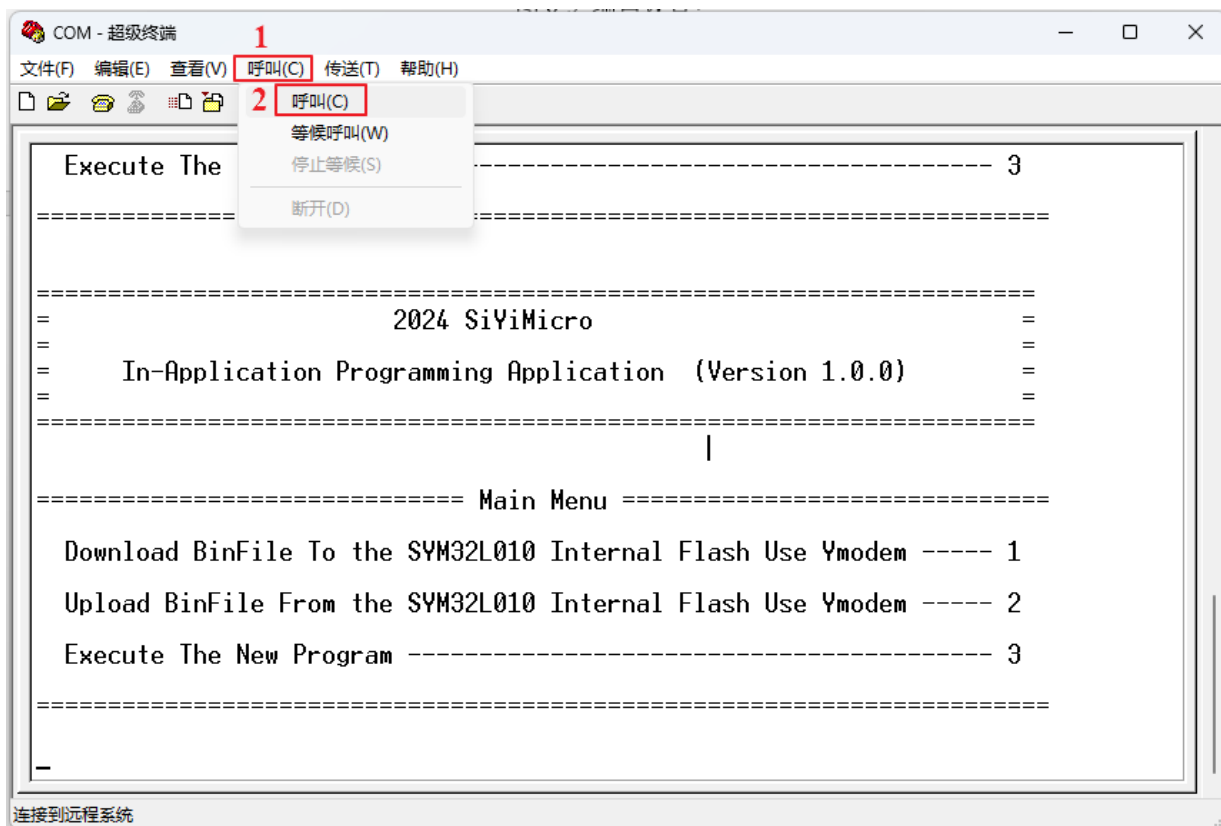 COM - 超级终端
1
文件(F) 编辑(E) 查看(V) 呼叫(C) 传送(T) 帮助(H)
2 呼叫(C)
等候呼叫(W)
停止等候(S)
断开(D)
Execute The ------------------------------------- 3
======================================================================
=                        2024 SiYiMicro                              =
=                                                                    =
=     In-Application Programming Application  (Version 1.0.0)        =
=                                                                    =
======================================================================
============================== Main Menu ==============================
Download BinFile To the SYM32L010 Internal Flash Use Ymodem ----- 1
Upload BinFile From the SYM32L010 Internal Flash Use Ymodem ----- 2
Execute The New Program ----------------------------------------- 3
=======================================================================
_
连接到远程系统